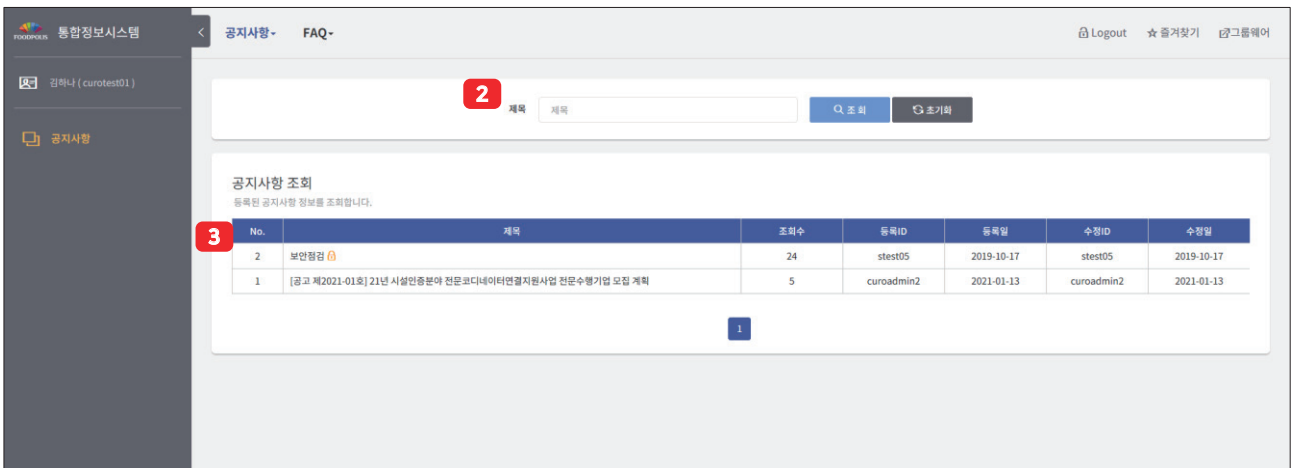 FOODPOLIS 통합정보시스템
<
공지사항 FAQ
Logout 즐겨찾기 그룹웨어
김하나 ( curotest01 )
공지사항
2
제목 제목 조 회 초기화
공지사항 조회
등록된 공지사항 정보를 조회합니다.
3
No. 제목 조회수 등록ID 등록일 수정ID 수정일
2 보안점검 24 stest05 2019-10-17 stest05 2019-10-17
1 [공고 제2021-01호] 21년 시설인증분야 전문코디네이터연결지원사업 전문수행기업 모집 계획 5 curoadmin2 2021-01-13 curoadmin2 2021-01-13
1